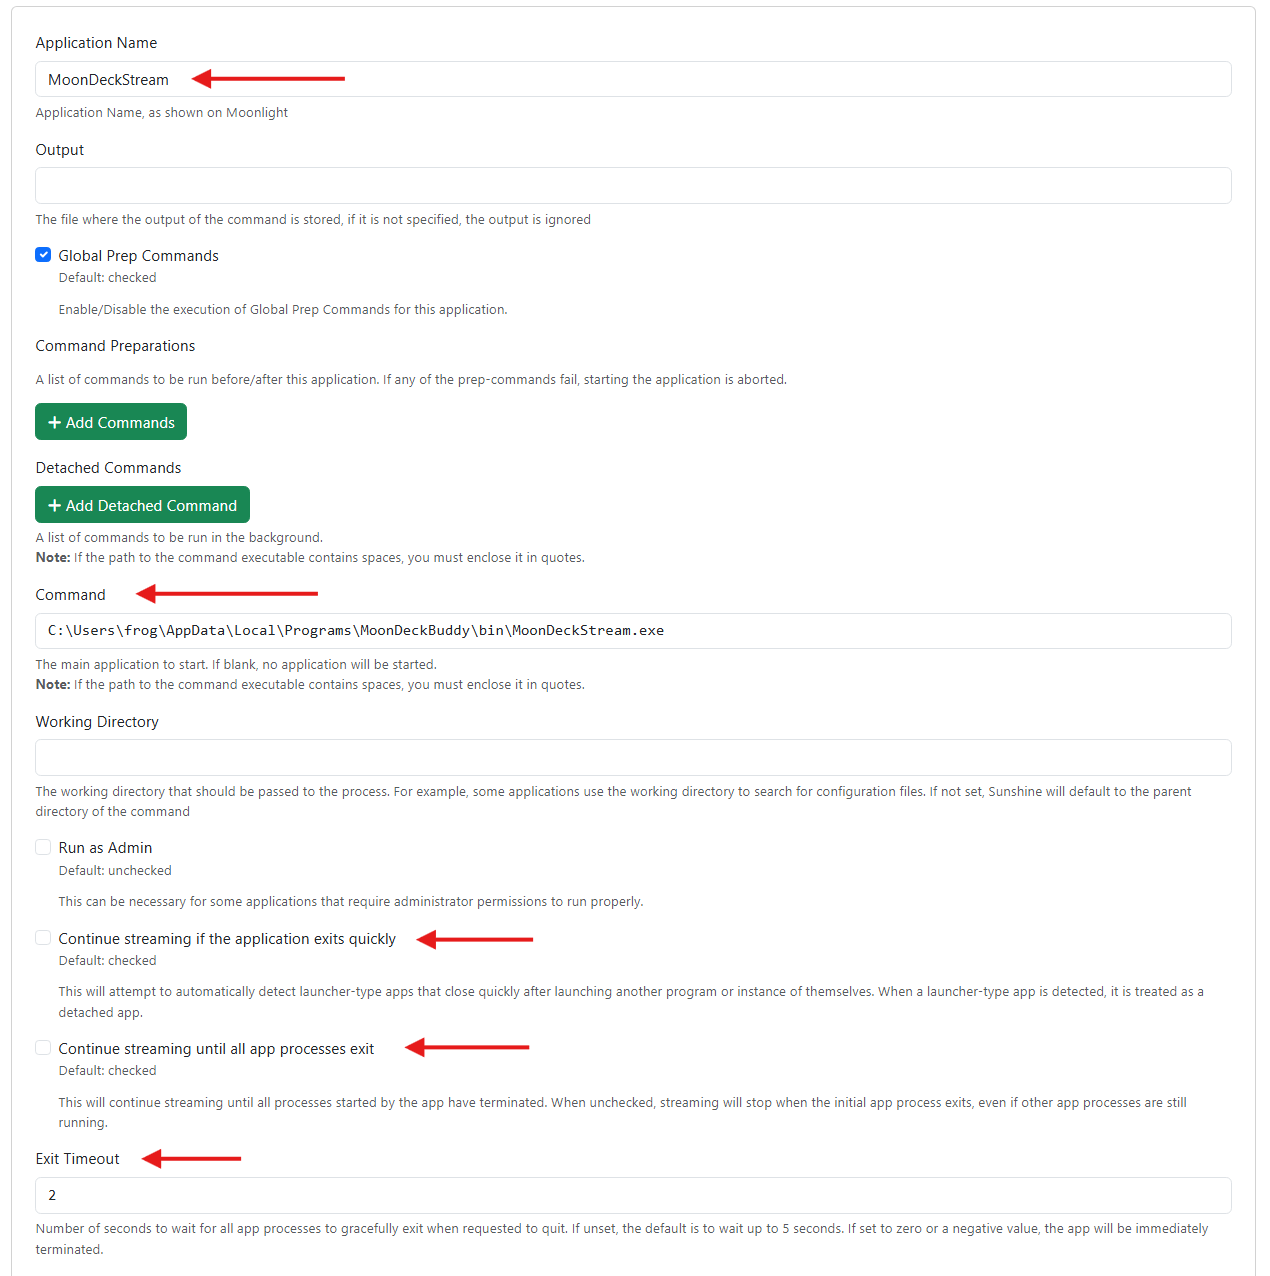 Application Name
MoonDeckStream
Application Name, as shown on Moonlight
Output
The file where the output of the command is stored, if it is not specified, the output is ignored
Global Prep Commands
Default: checked
Enable/Disable the execution of Global Prep Commands for this application.
Command Preparations
A list of commands to be run before/after this application. If any of the prep-commands fail, starting the application is aborted.
+ Add Commands
Detached Commands
+ Add Detached Command
A list of commands to be run in the background.
Note: If the path to the command executable contains spaces, you must enclose it in quotes.
Command
C:\Users\frog\AppData\Local\Programs\MoonDeckBuddy\bin\MoonDeckStream.exe
The main application to start. If blank, no application will be started.
Note: If the path to the command executable contains spaces, you must enclose it in quotes.
Working Directory
The working directory that should be passed to the process. For example, some applications use the working directory to search for configuration files. If not set, Sunshine will default to the parent
directory of the command
Run as Admin
Default: unchecked
This can be necessary for some applications that require administrator permissions to run properly.
Continue streaming if the application exits quickly
Default: checked
This will attempt to automatically detect launcher-type apps that close quickly after launching another program or instance of themselves. When a launcher-type app is detected, it is treated as a
detached app.
Continue streaming until all app processes exit
Default: checked
This will continue streaming until all processes started by the app have terminated. When unchecked, streaming will stop when the initial app process exits, even if other app processes are still
running.
Exit Timeout
2
Number of seconds to wait for all app processes to gracefully exit when requested to quit. If unset, the default is to wait up to 5 seconds. If set to zero or a negative value, the app will be immediately
terminated.